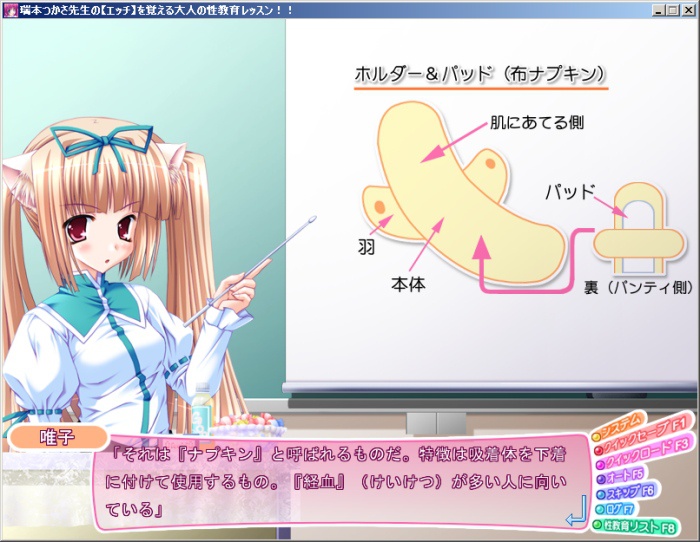 瑞本つかさ先生の【エッチ】を覚える大人の性教育レッスン！！
ホルダー＆パッド（布ナプキン）
肌にあてる側
パッド
羽
本体
裏（パンティ側）
唯子
「それは『ナプキン』と呼ばれるものだ。特徴は吸着体を下着
に付けて使用するもの。『経血』（けいけつ）が多い人に向い
ている」
システム
クイックセーブ F1
クイックロード F3
オート F5
スキップ F6
ログ F7
性教育リスト F8